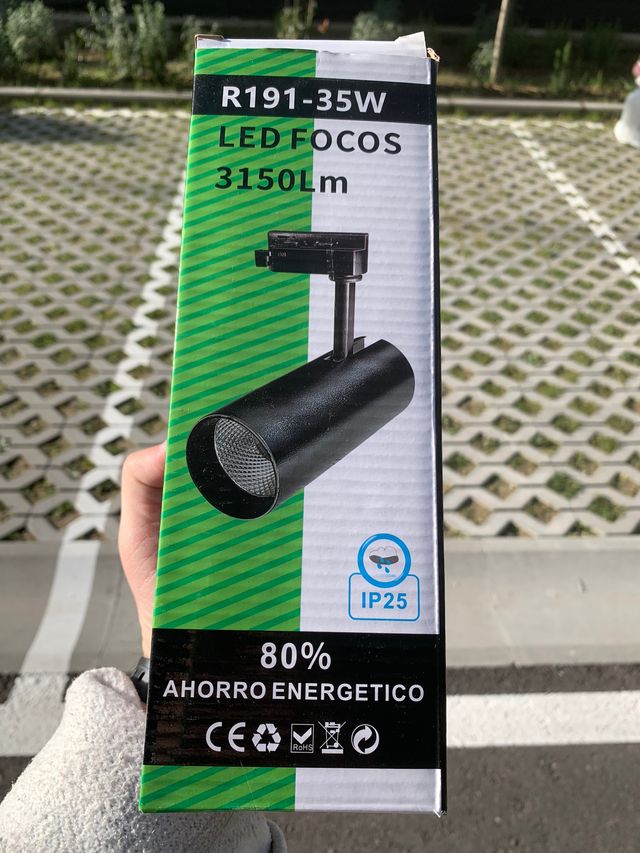 R191-35W
LED FOCOS
3150Lm
IP25
80%
AHORRO ENERGETICO
CE RoHS